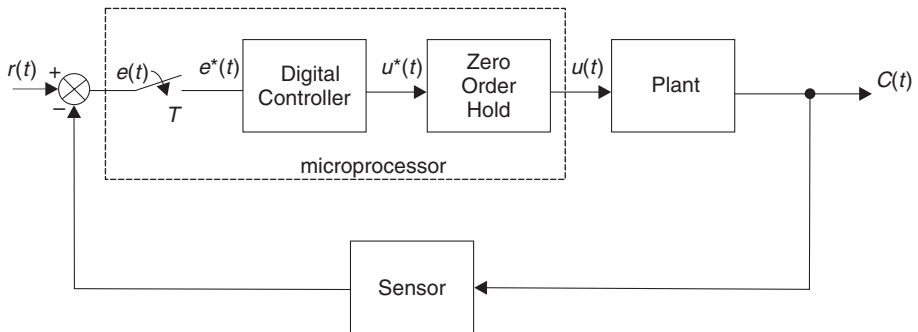 r(t)
+
−
e(t)
T
e*(t)
Digital
Controller
u*(t)
Zero
Order
Hold
u(t)
Plant
C(t)
microprocessor
Sensor